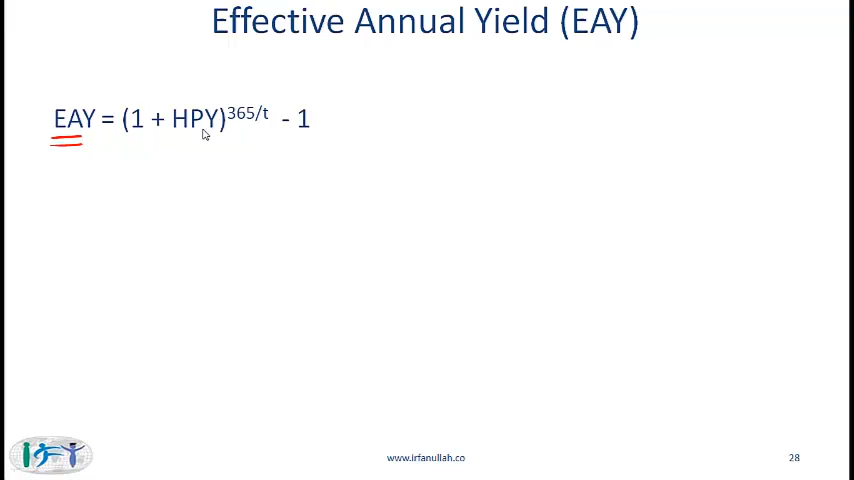 Effective Annual Yield (EAY)
EAY = (1 + HPY)^365/t - 1
www.irfanullah.co
28